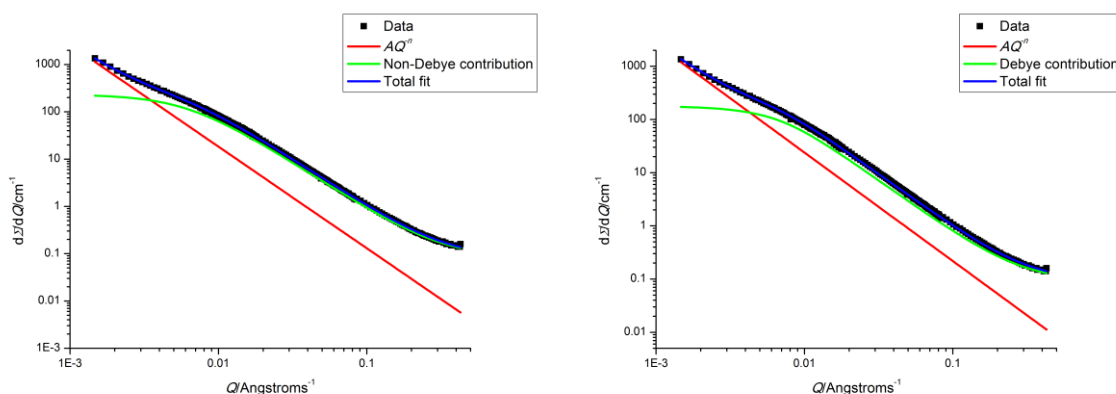 Data
AQ⁻ⁿ
Non-Debye contribution
Total fit
1000
100
10
1
0.1
0.01
1E-3
1E-3 0.01 0.1
dΣ/dQ/cm⁻¹
Q/Angstroms⁻¹
Data
AQ⁻ⁿ
Debye contribution
Total fit
1000
100
10
1
0.1
0.01
1E-3 0.01 0.1
dΣ/dQ/cm⁻¹
Q/Angstroms⁻¹